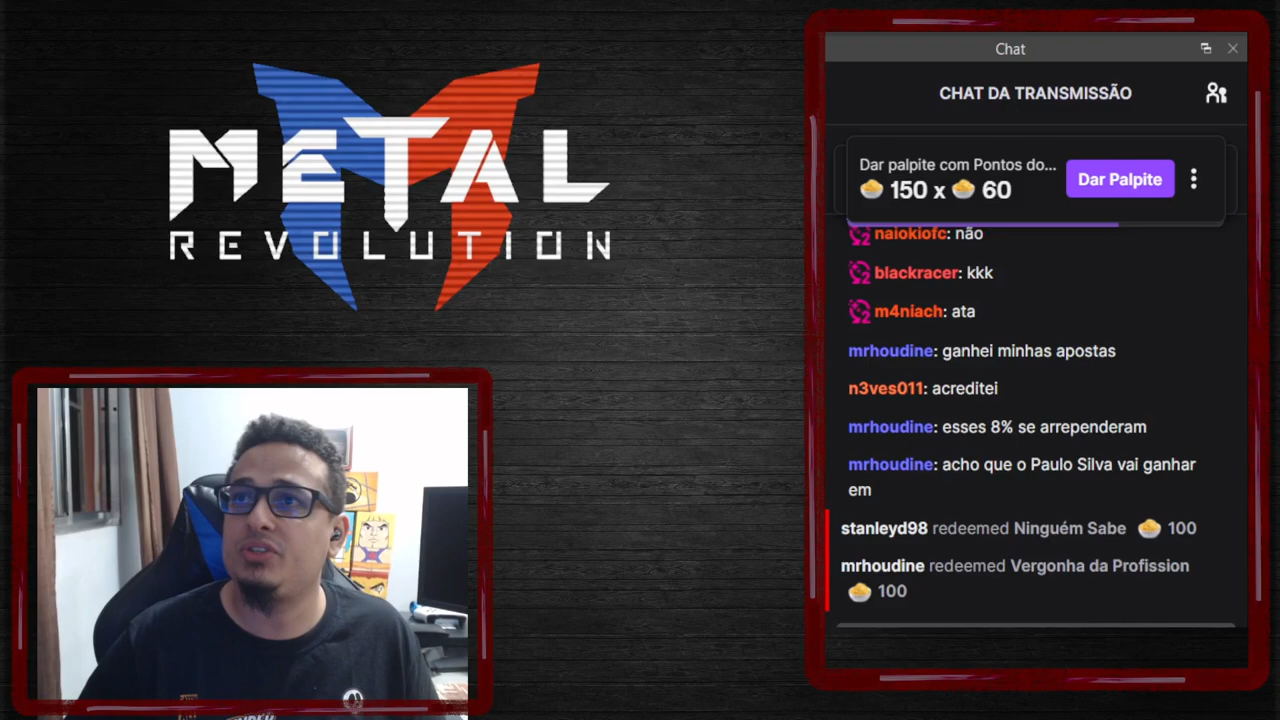 METAL
REVOLUTION
Chat
CHAT DA TRANSMISSÃO
Dar palpite com Pontos do...
150 x 60
Dar Palpite
naiokiofc: não
blackracer: kkk
m4niach: ata
mrhoudine: ganhei minhas apostas
n3ves011: acreditei
mrhoudine: esses 8% se arrependeram
mrhoudine: acho que o Paulo Silva vai ganhar
em
stanleyd98 redeemed Ninguém Sabe 100
mrhoudine redeemed Vergonha da Profission
100